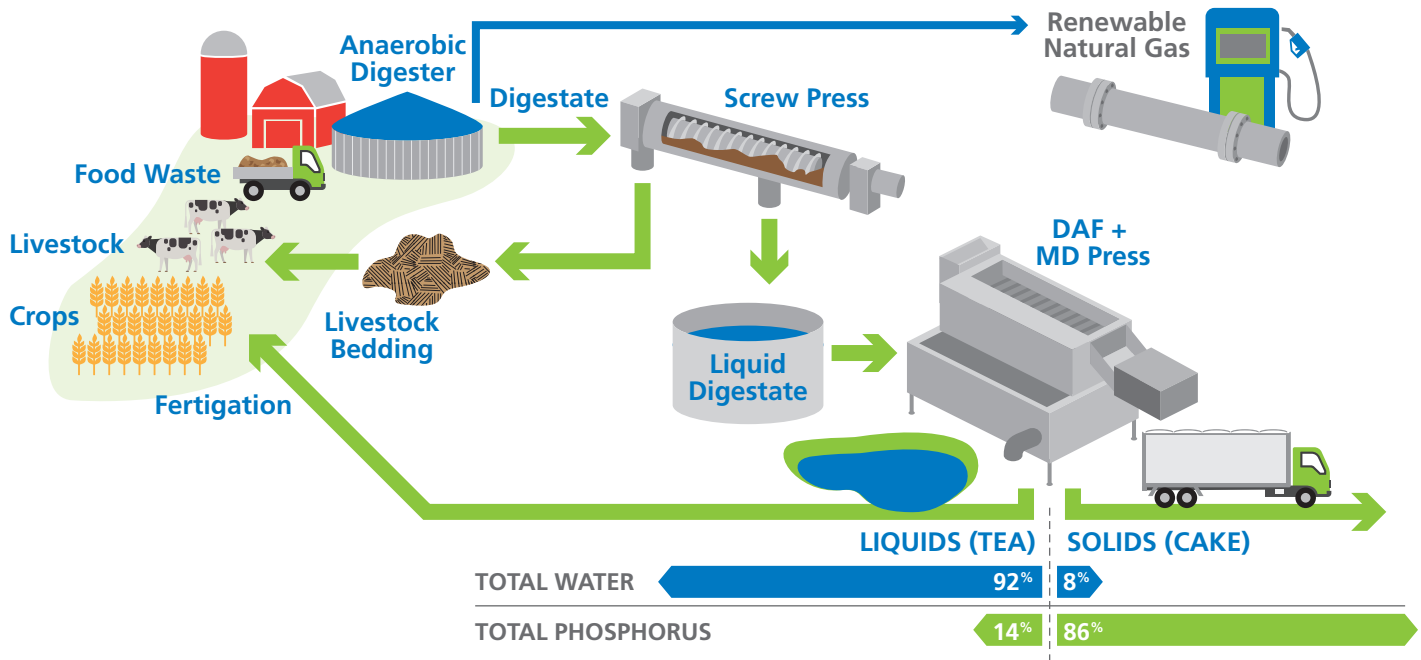 Renewable
Natural Gas
Anaerobic
Digester
Digestate
Screw Press
Food Waste
Livestock
DAF +
MD Press
Crops
Livestock
Bedding
Liquid
Digestate
Fertigation
LIQUIDS (TEA)
SOLIDS (CAKE)
TOTAL WATER
92%
8%
TOTAL PHOSPHORUS
14%
86%